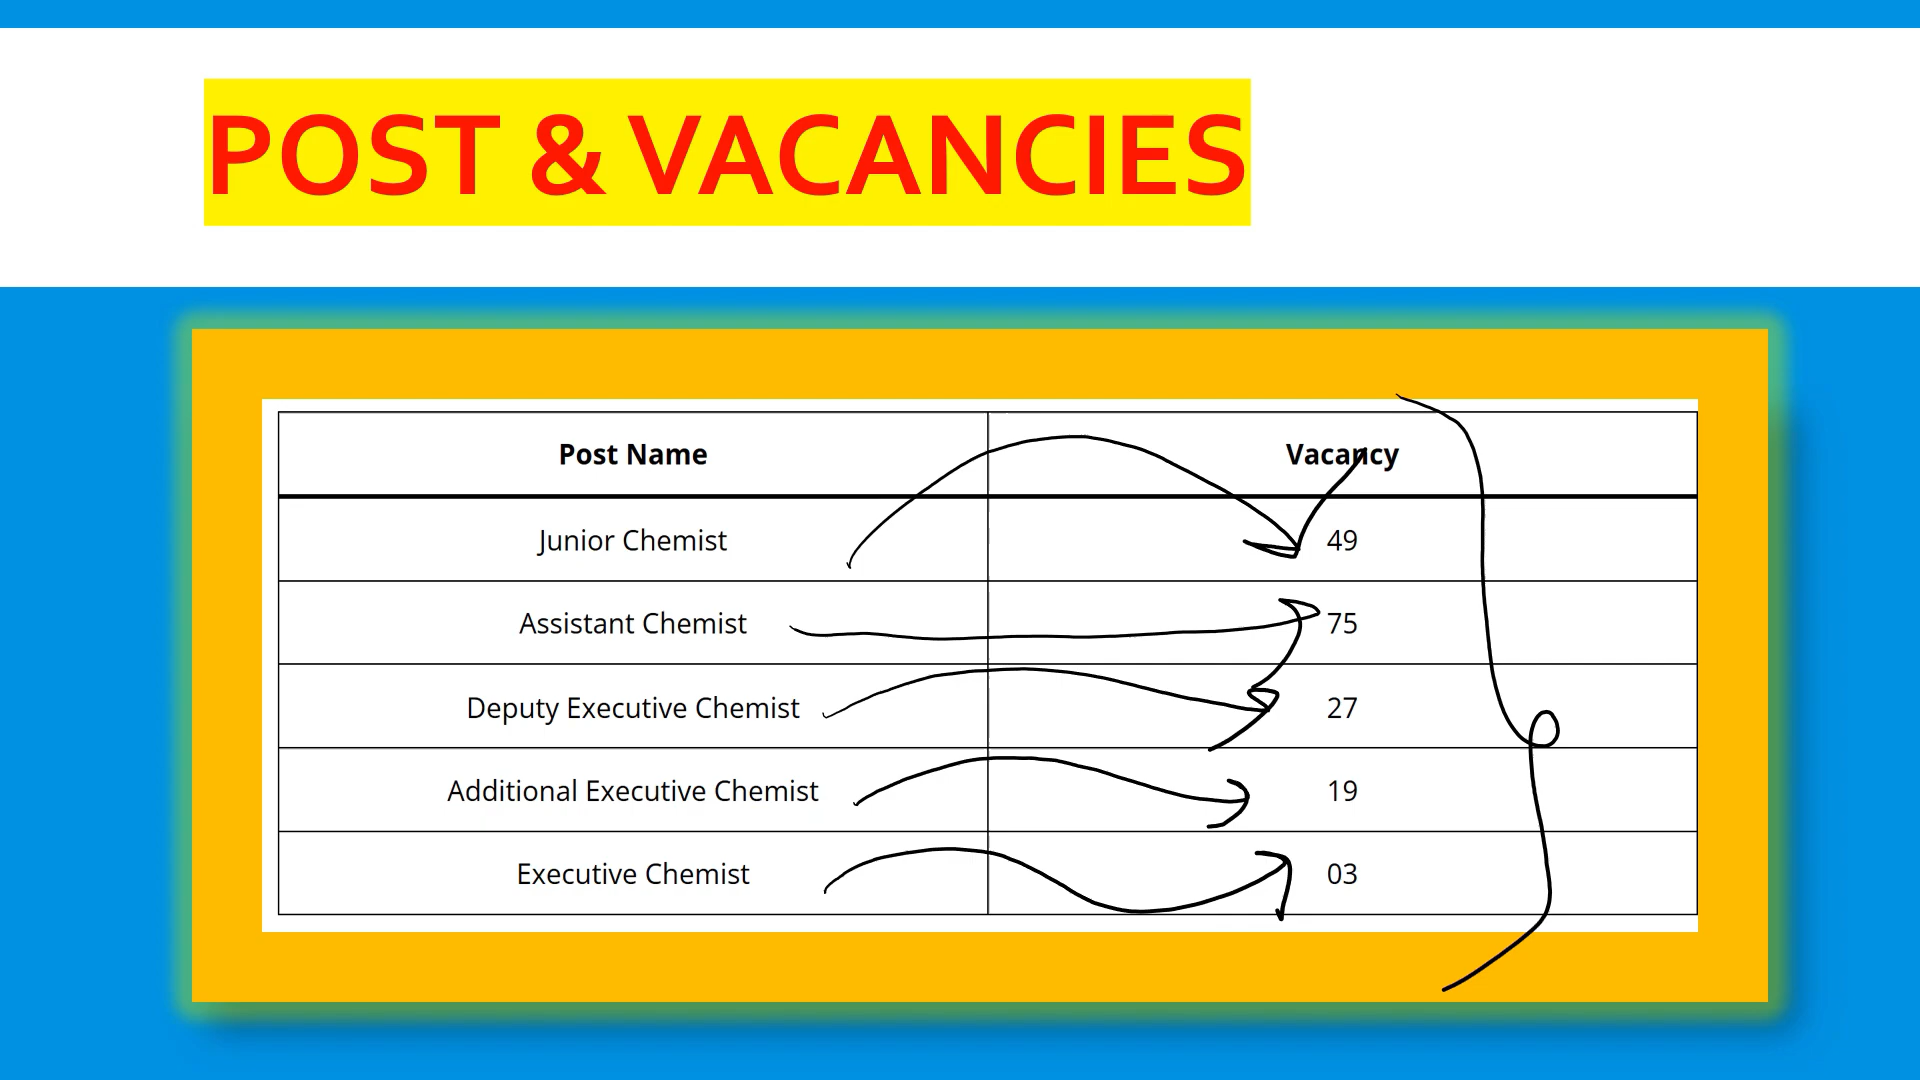 POST & VACANCIES
Post Name Vacancy
Junior Chemist 49
Assistant Chemist 75
Deputy Executive Chemist 27
Additional Executive Chemist 19
Executive Chemist 03